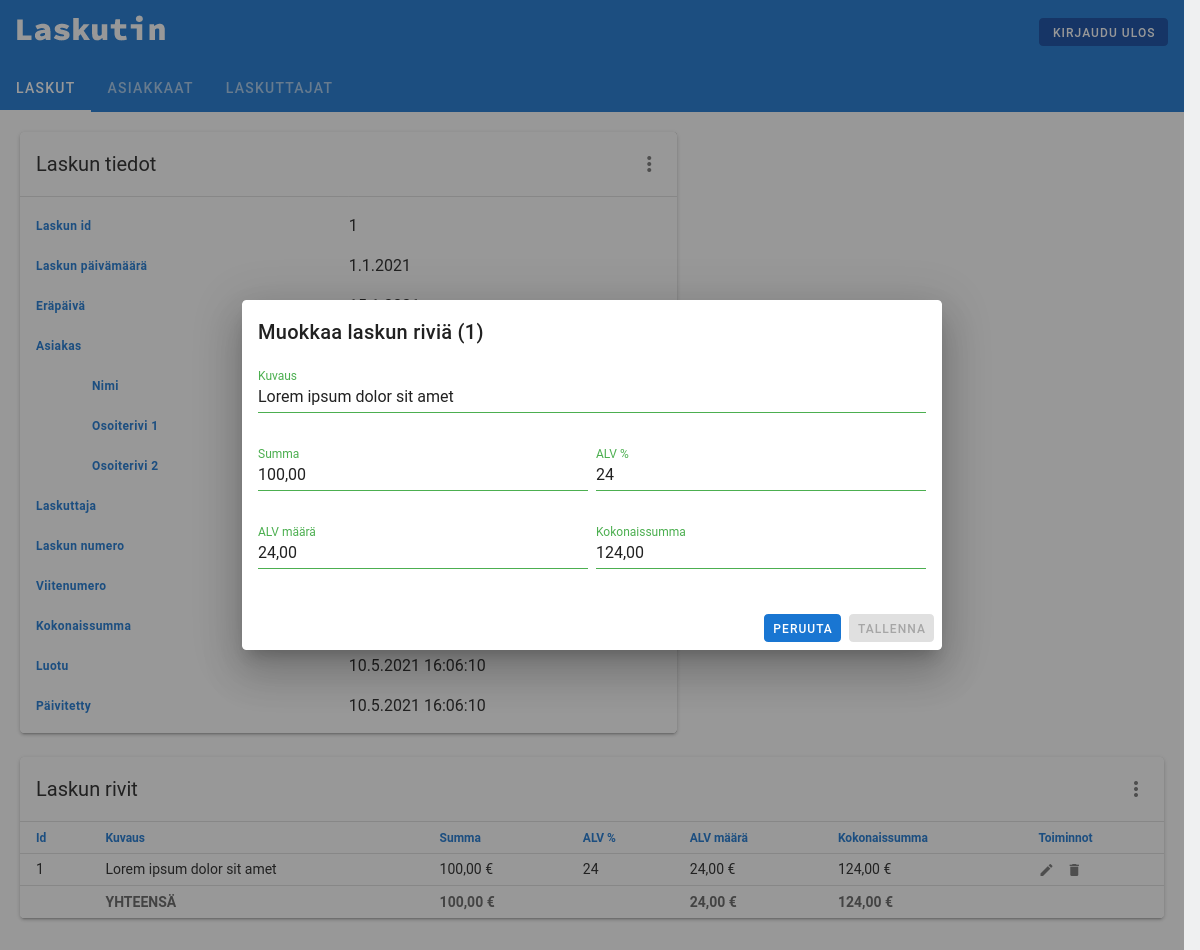 Laskutin
KIRJAUDU ULOS
LASKUT ASIAKKAAT LASKUTTAJAT
Laskun tiedot
Laskun id 1
Laskun päivämäärä 1.1.2021
Eräpäivä
Asiakas
Nimi
Osoiterivi 1
Osoiterivi 2
Laskuttaja
Laskun numero
Viitenumero
Kokonaissumma
Luotu 10.5.2021 16:06:10
Päivitetty 10.5.2021 16:06:10
Muokkaa laskun riviä (1)
Kuvaus
Lorem ipsum dolor sit amet
Summa ALV %
100,00 24
ALV määrä Kokonaissumma
24,00 124,00
PERUUTA TALLENNA
Laskun rivit
Id Kuvaus Summa ALV % ALV määrä Kokonaissumma Toiminnot
1 Lorem ipsum dolor sit amet 100,00 € 24 24,00 € 124,00 €
YHTEENSÄ 100,00 € 24,00 € 124,00 €